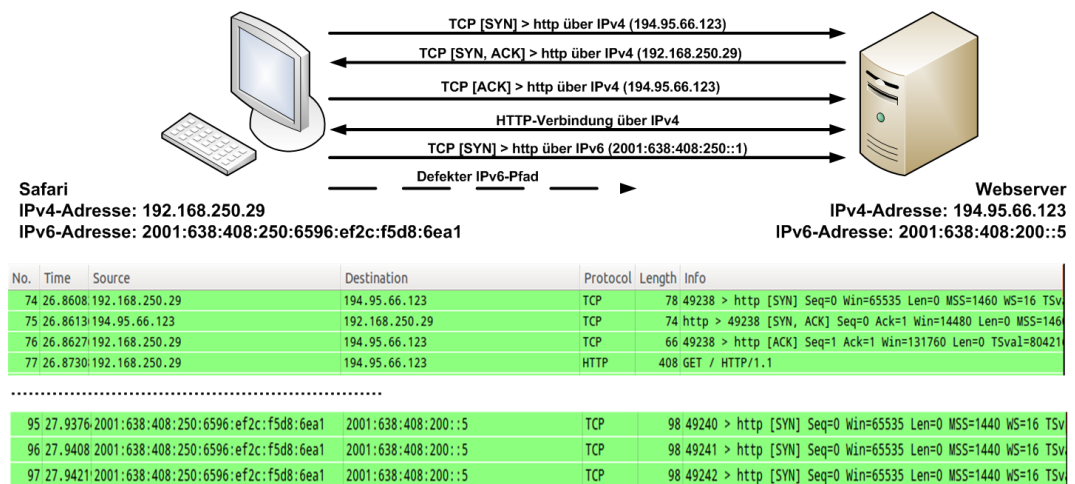 TCP [SYN] > http über IPv4 (194.95.66.123)
TCP [SYN, ACK] > http über IPv4 (192.168.250.29)
TCP [ACK] > http über IPv4 (194.95.66.123)
HTTP-Verbindung über IPv4
TCP [SYN] > http über IPv6 (2001:638:408:250::1)
Defekter IPv6-Pfad
Safari
IPv4-Adresse: 192.168.250.29
IPv6-Adresse: 2001:638:408:250:6596:ef2c:f5d8:6ea1
Webserver
IPv4-Adresse: 194.95.66.123
IPv6-Adresse: 2001:638:408:200::5
No. Time Source Destination Protocol Length Info
74 26.8608 192.168.250.29 194.95.66.123 TCP 78 49238 > http [SYN] Seq=0 Win=65535 Len=0 MSS=1460 WS=16 TSv
75 26.8613 194.95.66.123 192.168.250.29 TCP 74 http > 49238 [SYN, ACK] Seq=0 Ack=1 Win=14480 Len=0 MSS=146
76 26.8627 192.168.250.29 194.95.66.123 TCP 66 49238 > http [ACK] Seq=1 Ack=1 Win=131760 Len=0 TSval=80421
77 26.8730 192.168.250.29 194.95.66.123 HTTP 408 GET / HTTP/1.1
95 27.9376 2001:638:408:250:6596:ef2c:f5d8:6ea1 2001:638:408:200::5 TCP 98 49240 > http [SYN] Seq=0 Win=65535 Len=0 MSS=1440 WS=16 TSv
96 27.9408 2001:638:408:250:6596:ef2c:f5d8:6ea1 2001:638:408:200::5 TCP 98 49241 > http [SYN] Seq=0 Win=65535 Len=0 MSS=1440 WS=16 TSv
97 27.9421 2001:638:408:250:6596:ef2c:f5d8:6ea1 2001:638:408:200::5 TCP 98 49242 > http [SYN] Seq=0 Win=65535 Len=0 MSS=1440 WS=16 TSv